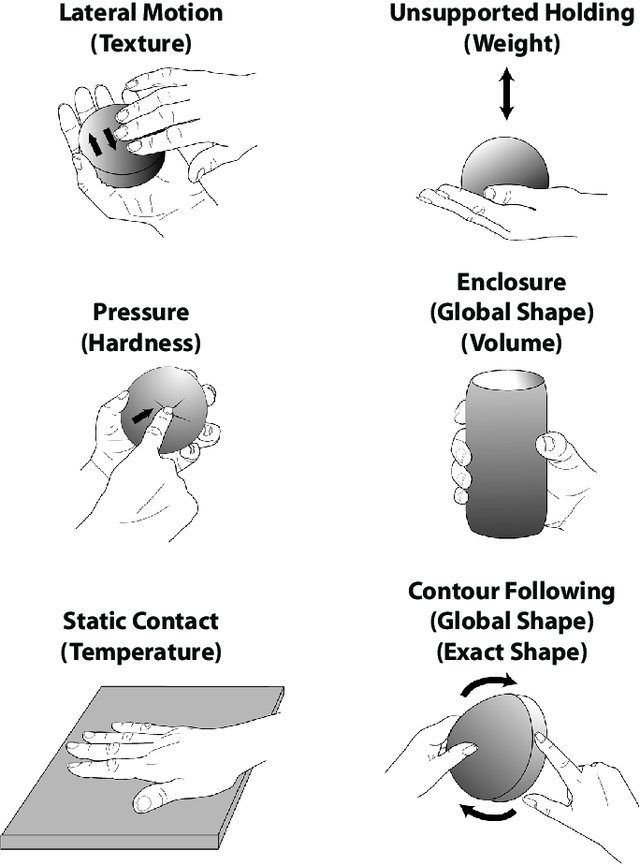 Lateral Motion
(Texture)
Unsupported Holding
(Weight)
Pressure
(Hardness)
Enclosure
(Global Shape)
(Volume)
Static Contact
(Temperature)
Contour Following
(Global Shape)
(Exact Shape)